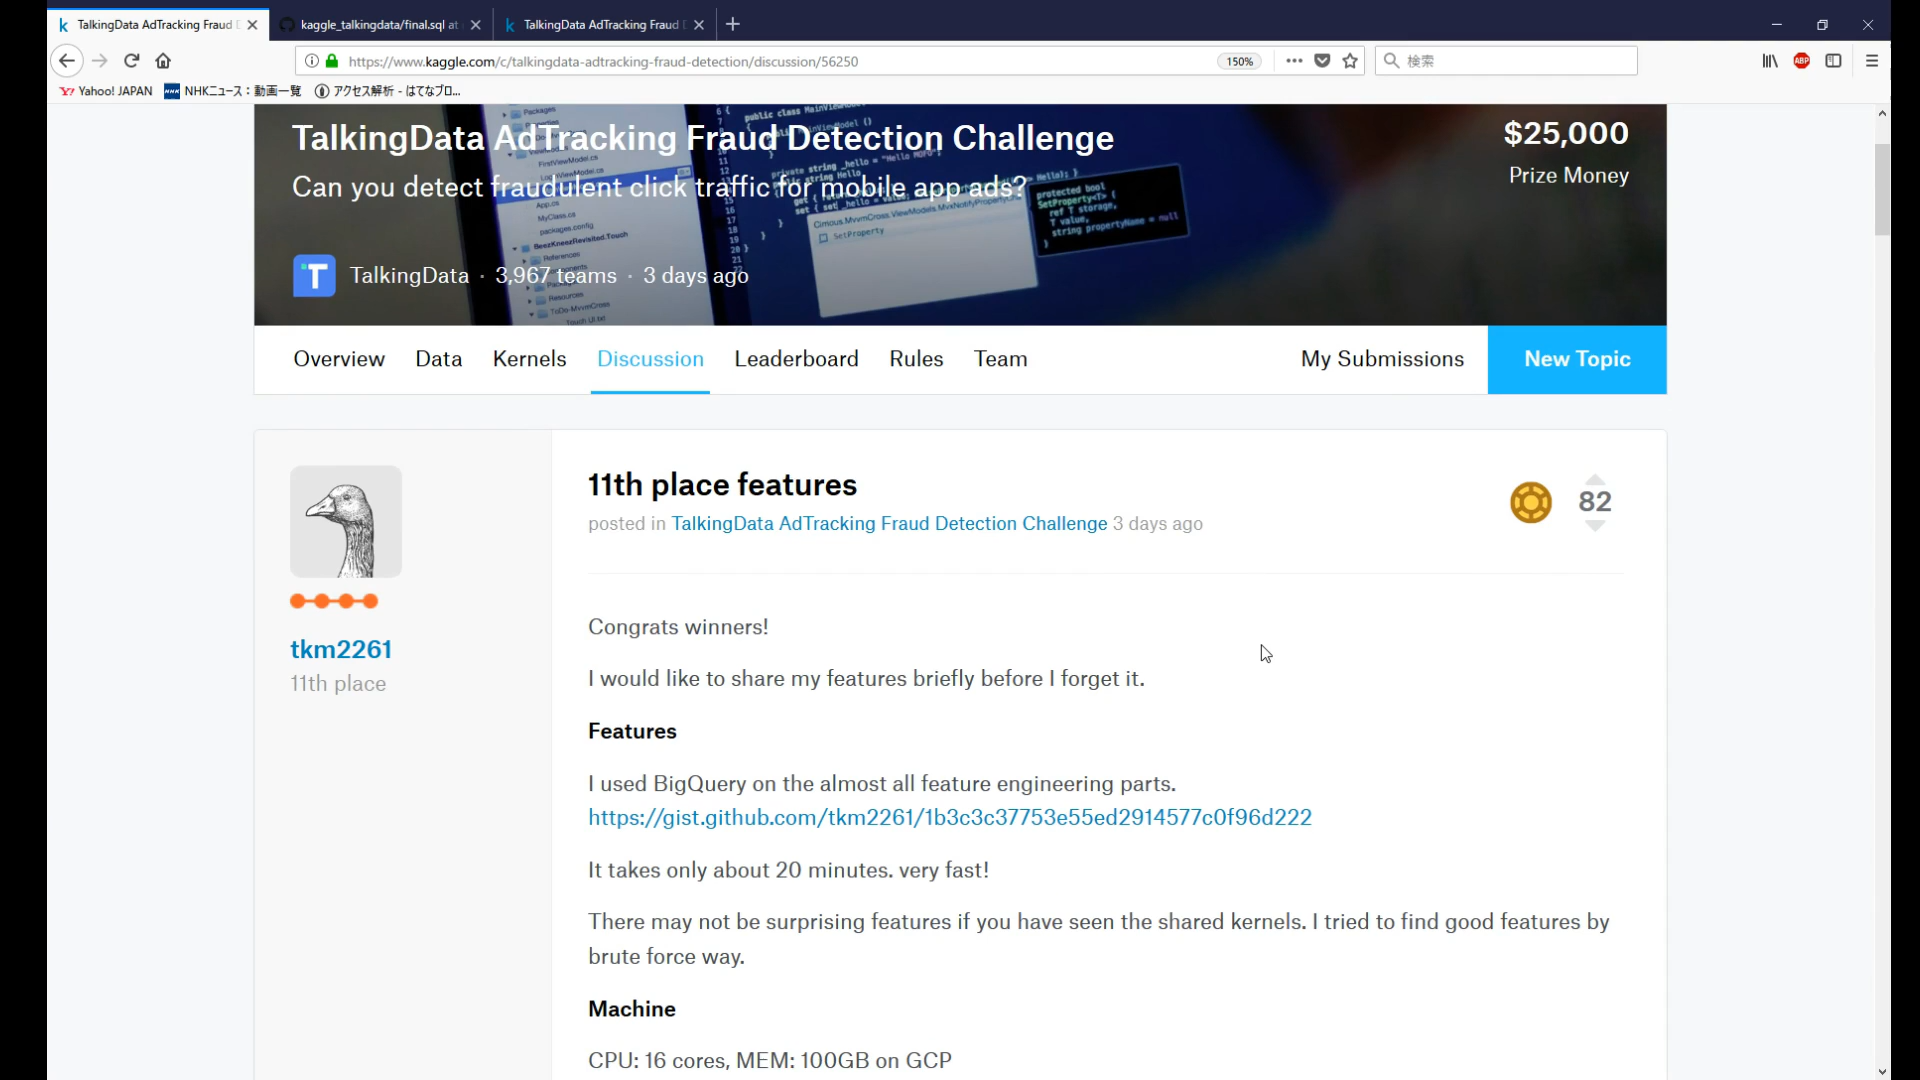 TalkingData AdTracking Fraud
kaggle_talkingdata/final.sql at
TalkingData AdTracking Fraud
https://www.kaggle.com/c/talkingdata-adtracking-fraud-detection/discussion/56250
150%
検索
Yahoo! JAPAN
NHKニュース：動画一覧
アクセス解析 - はてなブロ...
TalkingData AdTracking Fraud Detection Challenge
$25,000
Can you detect fraudulent click traffic for mobile app ads?
Prize Money
TalkingData · 3,967 teams · 3 days ago
Overview
Data
Kernels
Discussion
Leaderboard
Rules
Team
My Submissions
New Topic
11th place features
82
posted in TalkingData AdTracking Fraud Detection Challenge 3 days ago
tkm2261
11th place
Congrats winners!
I would like to share my features briefly before I forget it.
Features
I used BigQuery on the almost all feature engineering parts.
https://gist.github.com/tkm2261/1b3c3c37753e55ed2914577c0f96d222
It takes only about 20 minutes. very fast!
There may not be surprising features if you have seen the shared kernels. I tried to find good features by
brute force way.
Machine
CPU: 16 cores, MEM: 100GB on GCP